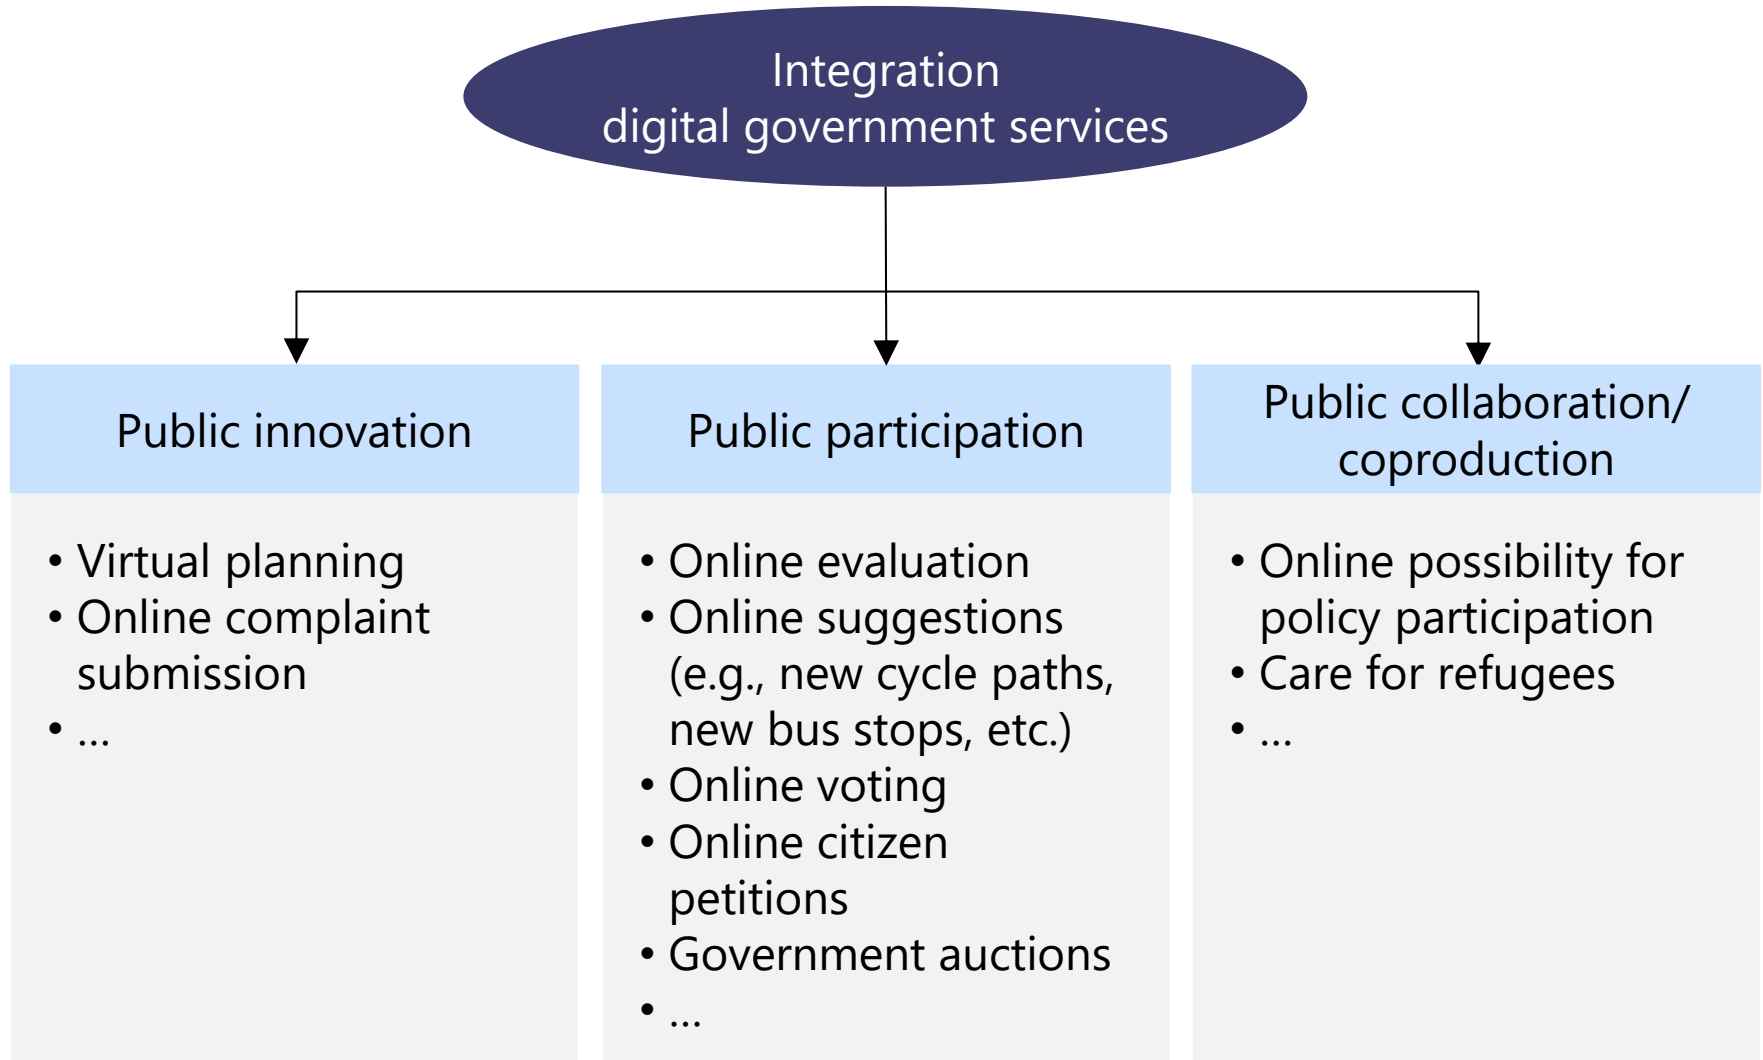 Integration
digital government services
Public innovation
• Virtual planning
• Online complaint
submission
• ...
Public participation
• Online evaluation
• Online suggestions
(e.g., new cycle paths,
new bus stops, etc.)
• Online voting
• Online citizen
petitions
• Government auctions
• ...
Public collaboration/
coproduction
• Online possibility for
policy participation
• Care for refugees
• ...